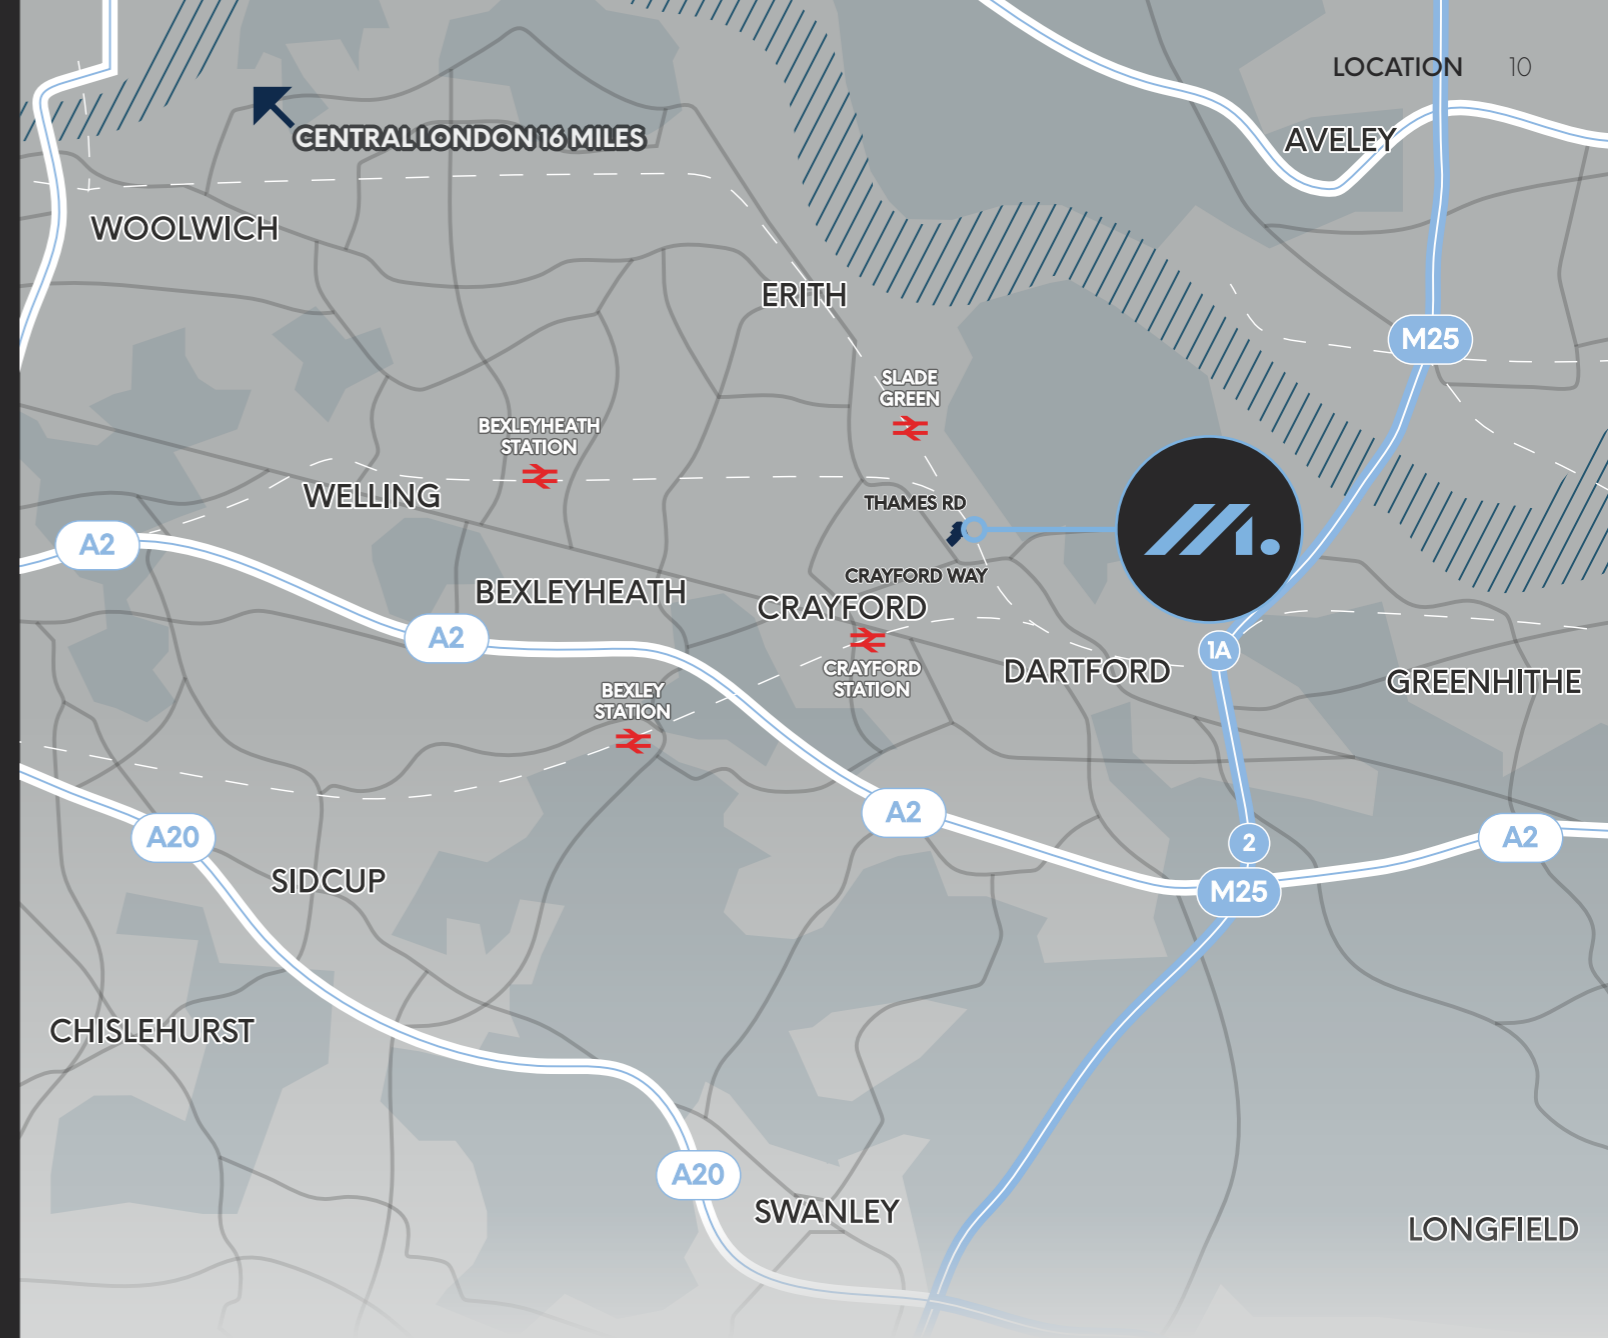 LOCATION 10
CENTRAL LONDON 16 MILES
AVELEY
WOOLWICH
ERITH
M25
SLADE
GREEN
BEXLEYHEATH
STATION
WELLING
THAMES RD
A2
CRAYFORD WAY
BEXLEYHEATH
CRAYFORD
A2
1A
CRAYFORD
STATION
DARTFORD
GREENHITHE
BEXLEY
STATION
A2
A20
2
A2
SIDCUP
M25
CHISLEHURST
A20
SWANLEY
LONGFIELD